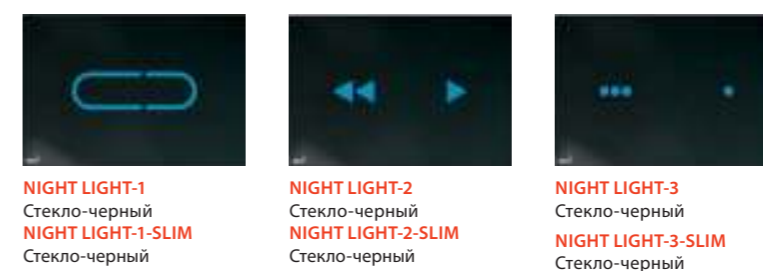 NIGHT LIGHT-1
Стекло-черный
NIGHT LIGHT-1-SLIM
Стекло-черный
NIGHT LIGHT-2
Стекло-черный
NIGHT LIGHT-2-SLIM
Стекло-черный
NIGHT LIGHT-3
Стекло-черный
NIGHT LIGHT-3-SLIM
Стекло-черный